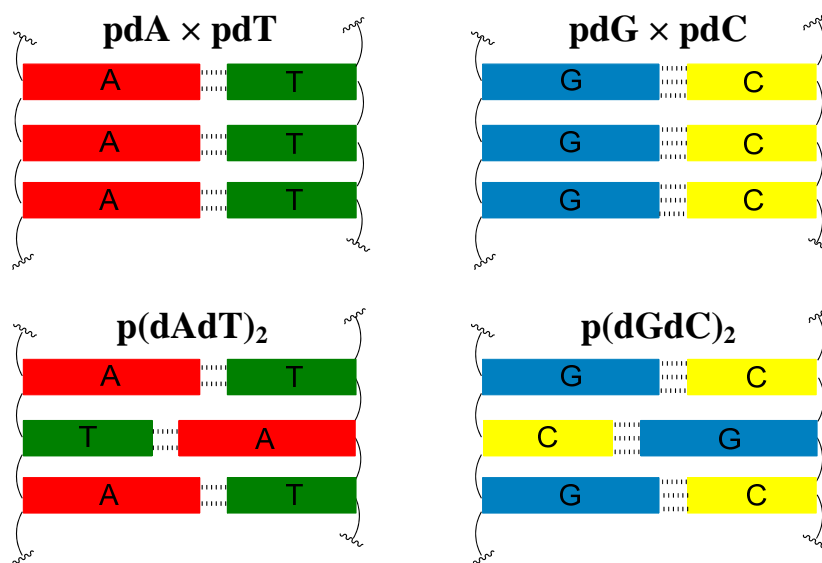 pdA × pdT
A T
A T
A T
pdG × pdC
G C
G C
G C
p(dAdT)₂
A T
T A
A T
p(dGdC)₂
G C
C G
G C